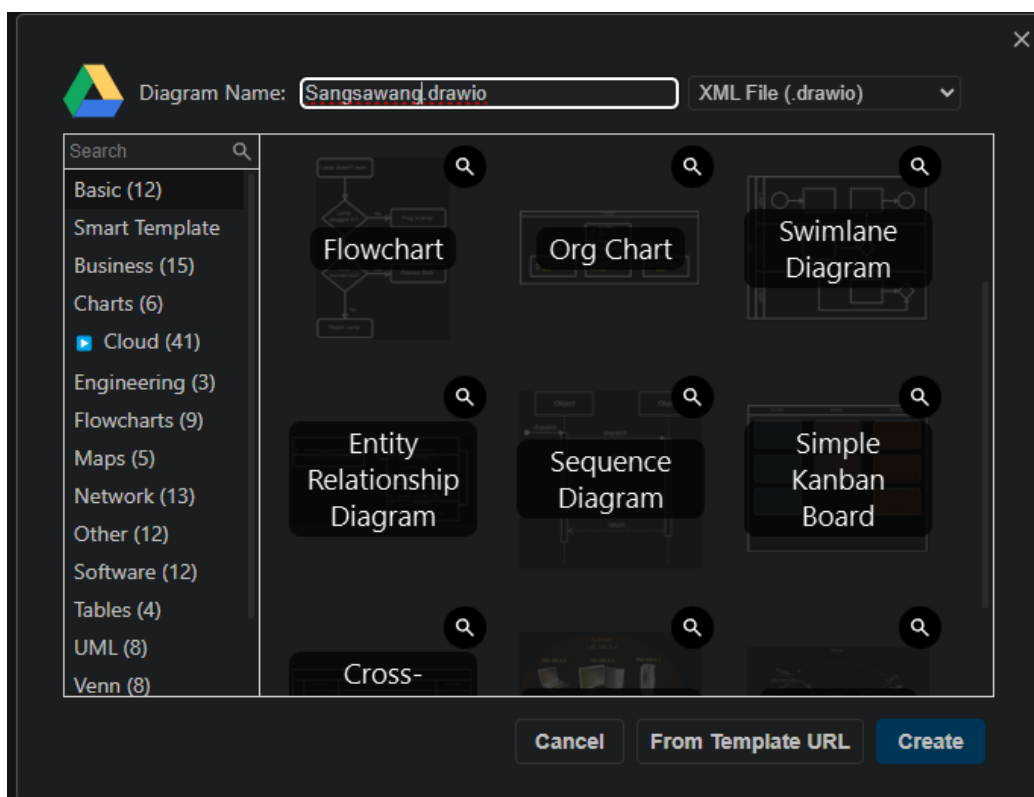 Diagram Name:
Sangsawang.drawio
XML File (.drawio)
Search
Basic (12)
Smart Template
Business (15)
Charts (6)
Cloud (41)
Engineering (3)
Flowcharts (9)
Maps (5)
Network (13)
Other (12)
Software (12)
Tables (4)
UML (8)
Venn (8)
Flowchart
Org Chart
Swimlane
Diagram
Entity
Relationship
Diagram
Sequence
Diagram
Simple
Kanban
Board
Cross-
Cancel
From Template URL
Create